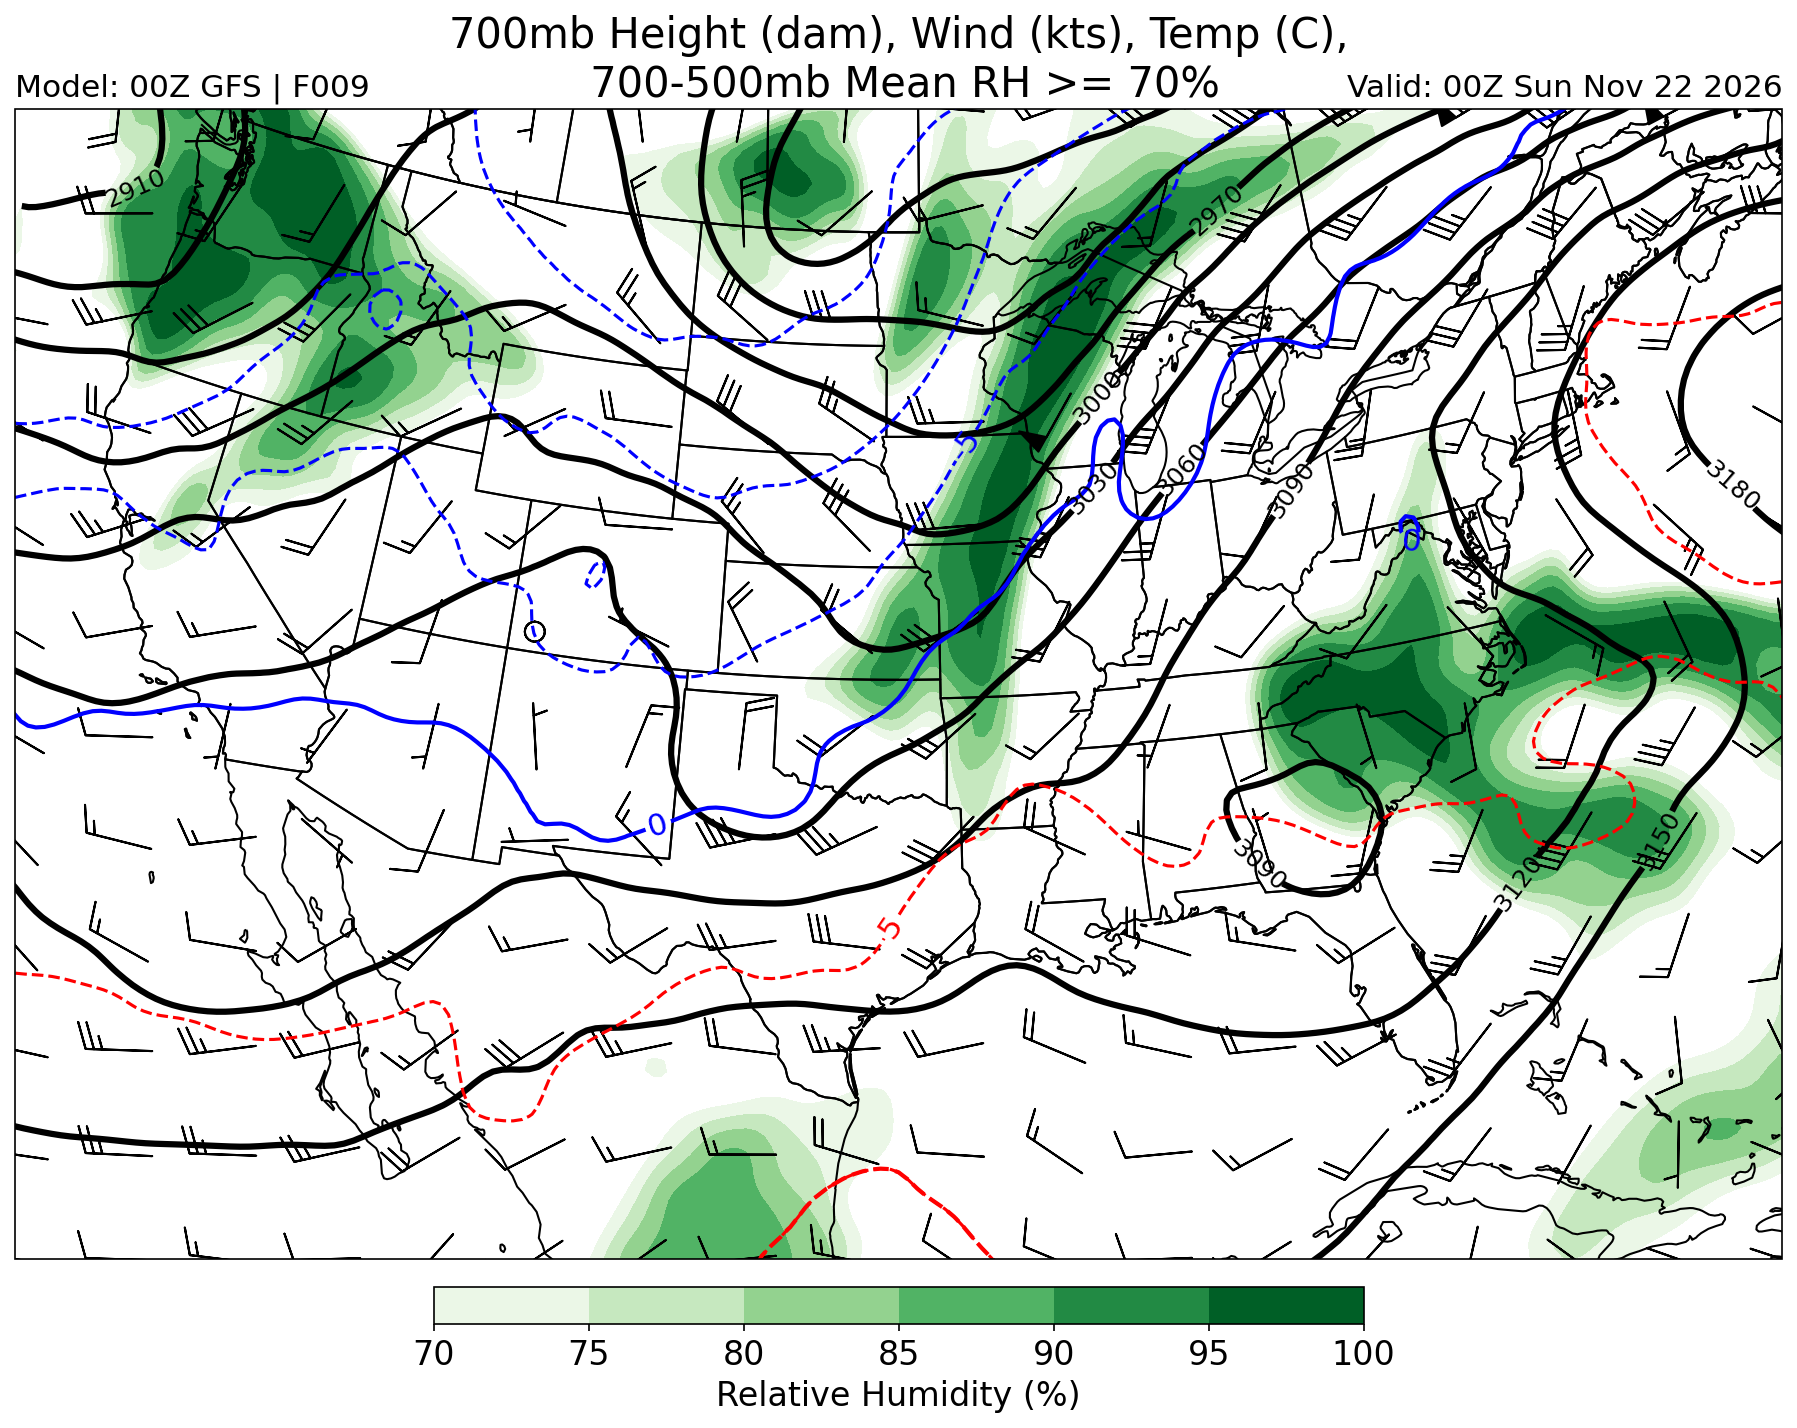 700mb Height (dam), Wind (kts), Temp (C),
700-500mb Mean RH >= 70%
Model: 00Z GFS | F009
Valid: 00Z Sun Nov 22 2026
2910
2970
3000
-5
3030
3060
3090
3180
0
0
3090
3150
3120
5
70 75 80 85 90 95 100
Relative Humidity (%)